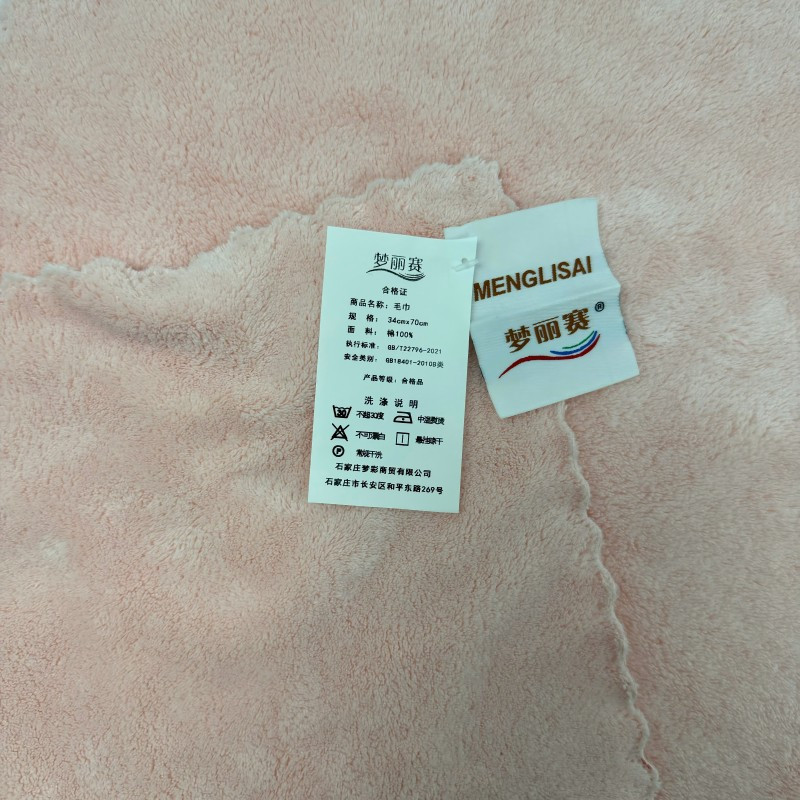 梦丽赛
合格证
商品名称：毛巾
规 格： 34cmx70cm
面 料： 棉100%
执行标准： GB/T22796-2021
安全类别： GB18401-2010B类
产品等级：合格品
洗 涤 说 明
30 不超30度 中温熨烫
不可漂白 悬挂晾干
P 常规干洗
石家庄梦彩商贸有限公司
石家庄市长安区和平东路269号
MENGLISAI
梦丽赛®